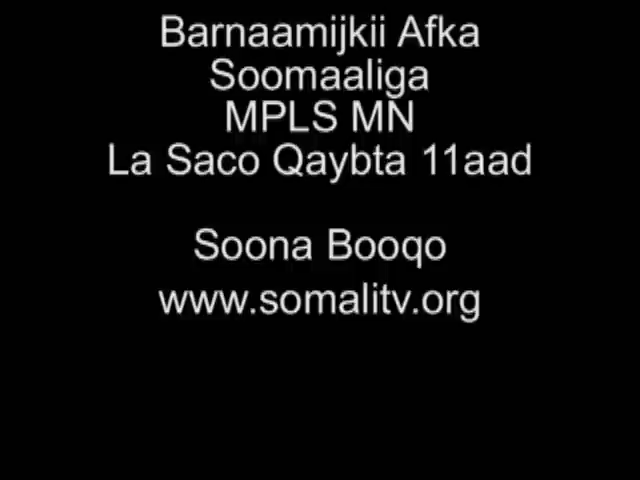 Barnaamijkii Afka
Soomaaliga
MPLS MN
La Saco Qaybta 11aad
Soona Booqo
www.somalitv.org